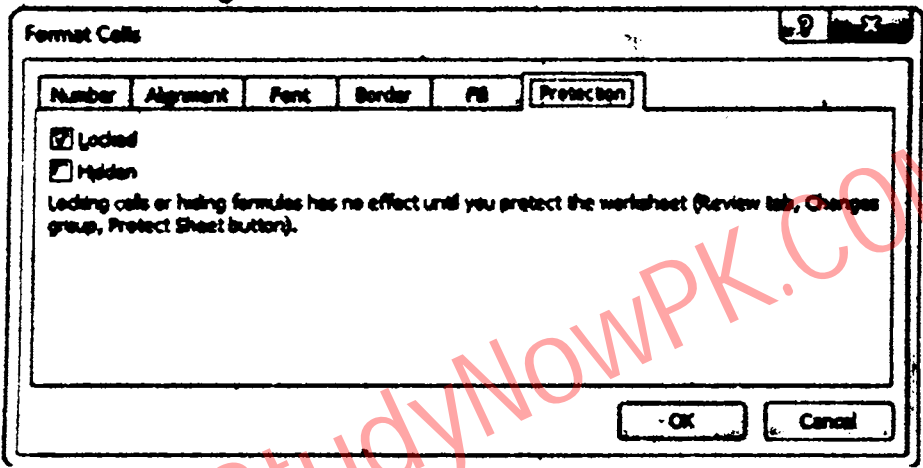 Format Cells
?
X
Number Alignment Font Border Fill Protection
Locked
Hidden
Locking cells or hiding formulas has no effect until you protect the worksheet (Review tab, Changes
group, Protect Sheet button).
OK Cancel
StudyNowPK.COM